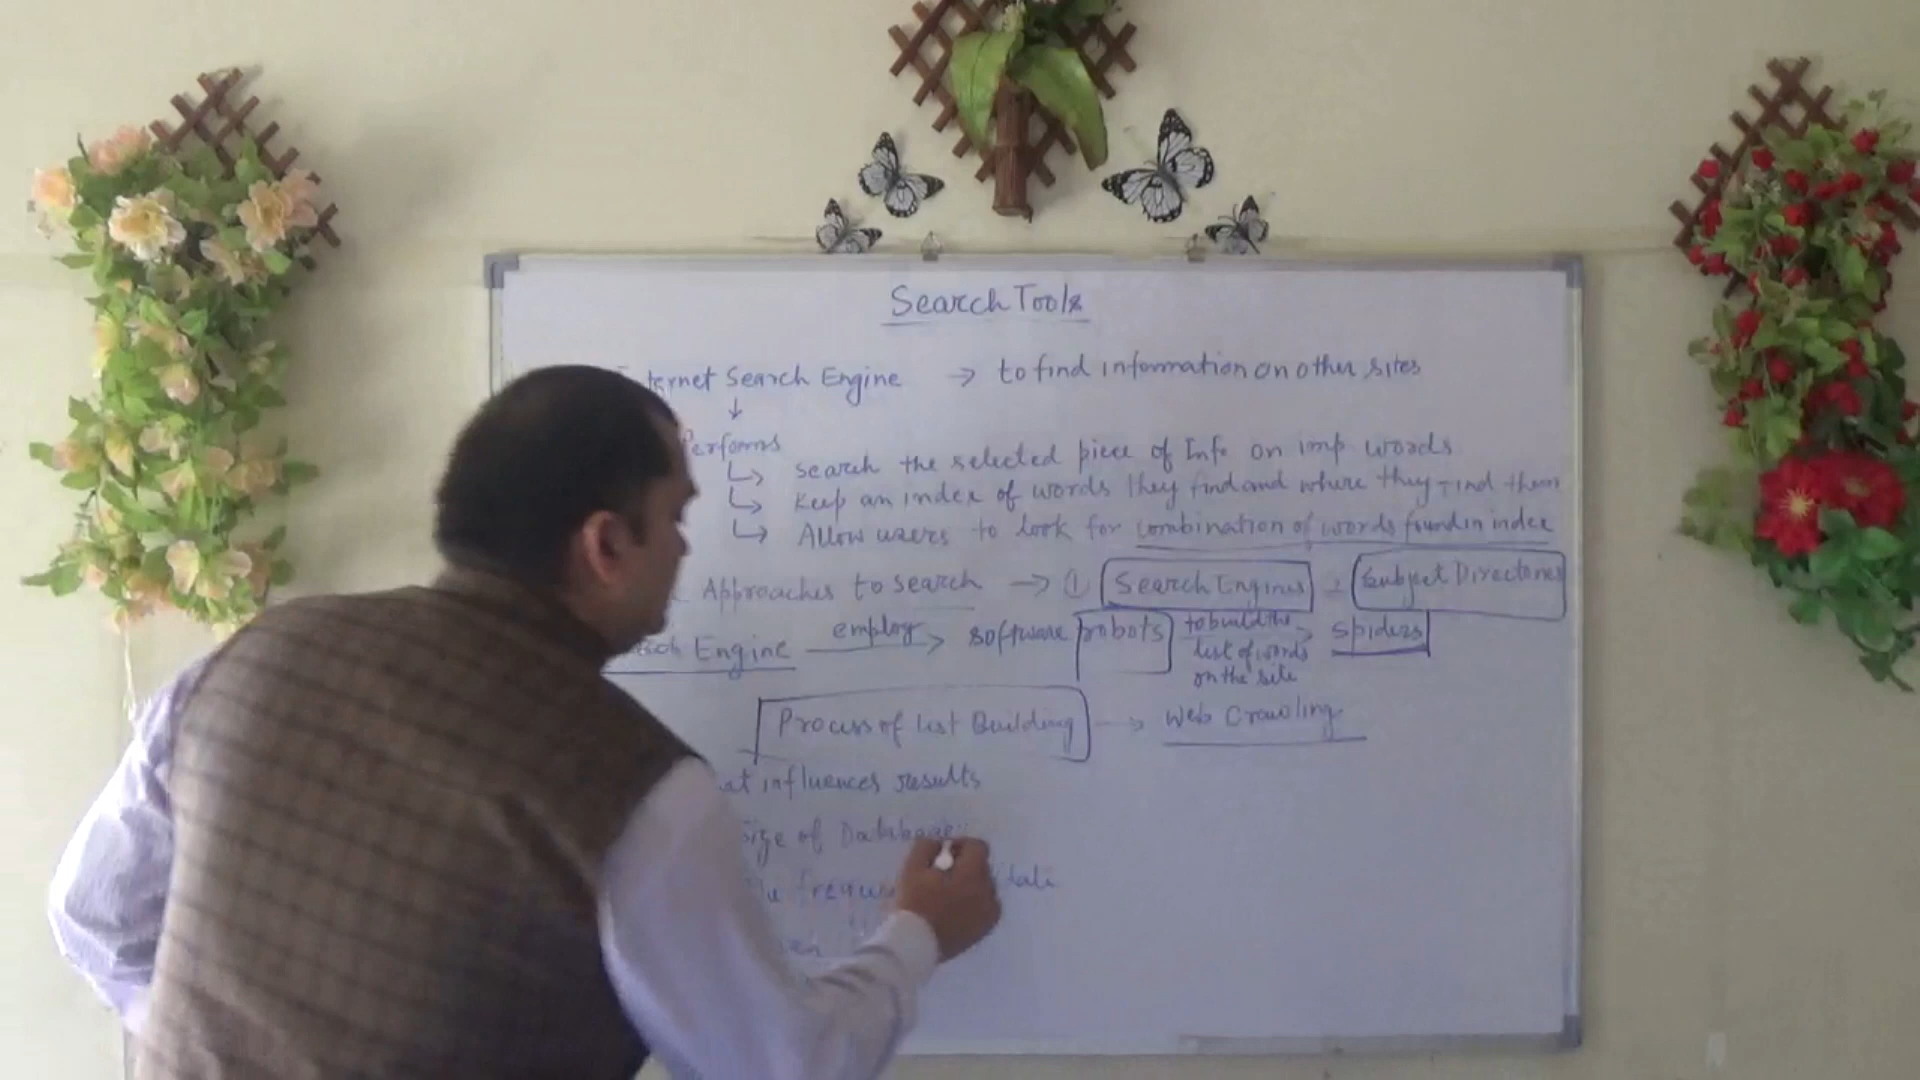 Search Tools
Internet Search Engine → to find information on other sites
↓
Performs
↳ Search the selected piece of Info on imp words
↳ Keep an index of words they find and where they find them
↳ Allow users to look for combination of words found in index
Approaches to search → ① Search Engines 2 Subject Directories
Engine employ → software robots to build the list of words on the site → spiders
Process of list Building → Web Crawling
influences results
Size of Database